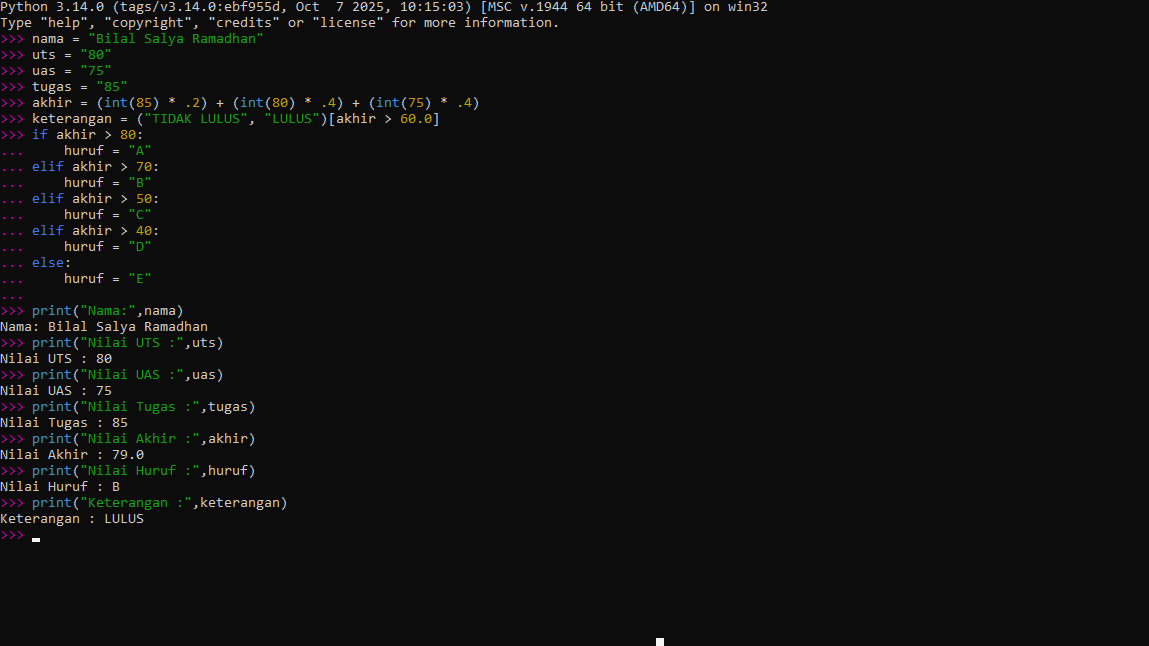 Python 3.14.0 (tags/v3.14.0:ebf955d, Oct  7 2025, 10:15:03) [MSC v.1944 64 bit (AMD64)] on win32
Type "help", "copyright", "credits" or "license" for more information.
>>> nama = "Bilal Salya Ramadhan"
>>> uts = "80"
>>> uas = "75"
>>> tugas = "85"
>>> akhir = (int(85) * .2) + (int(80) * .4) + (int(75) * .4)
>>> keterangan = ("TIDAK LULUS", "LULUS")[akhir > 60.0]
>>> if akhir > 80:
...     huruf = "A"
... elif akhir > 70:
...     huruf = "B"
... elif akhir > 50:
...     huruf = "C"
... elif akhir > 40:
...     huruf = "D"
... else:
...     huruf = "E"
...
>>> print("Nama:",nama)
Nama: Bilal Salya Ramadhan
>>> print("Nilai UTS :",uts)
Nilai UTS : 80
>>> print("Nilai UAS :",uas)
Nilai UAS : 75
>>> print("Nilai Tugas :",tugas)
Nilai Tugas : 85
>>> print("Nilai Akhir :",akhir)
Nilai Akhir : 79.0
>>> print("Nilai Huruf :",huruf)
Nilai Huruf : B
>>> print("Keterangan :",keterangan)
Keterangan : LULUS
>>>